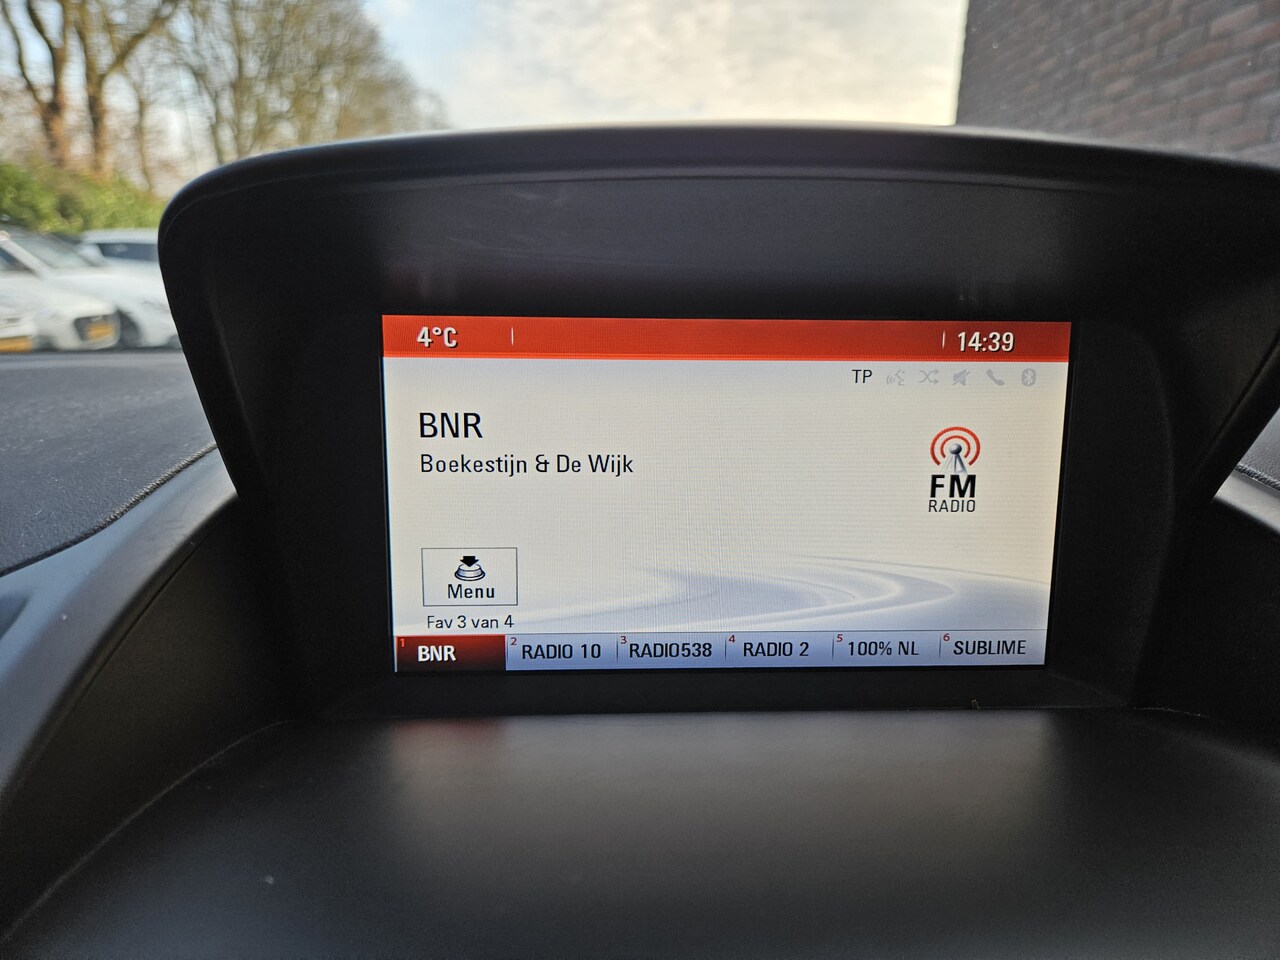 4°C 14:39
TP
BNR
Boekestijn & De Wijk
FM
RADIO
Menu
Fav 3 van 4
1 BNR 2 RADIO 10 3 RADIO538 4 RADIO 2 5 100% NL 6 SUBLIME